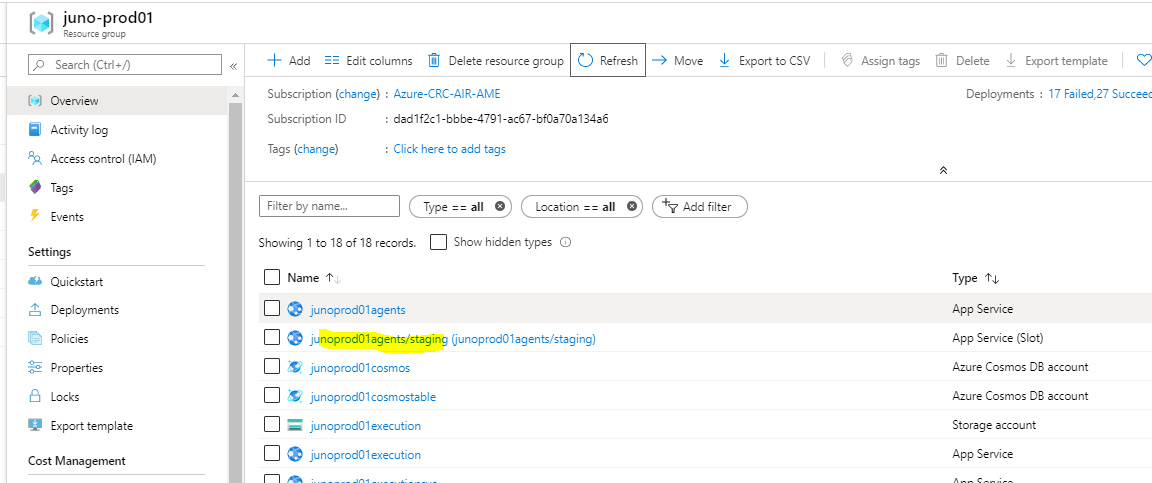 juno-prod01
Resource group
Search (Ctrl+/)
«
Overview
Activity log
Access control (IAM)
Tags
Events
Settings
Quickstart
Deployments
Policies
Properties
Locks
Export template
Cost Management
Add Edit columns Delete resource group Refresh Move Export to CSV Assign tags Delete Export template
Subscription (change) : Azure-CRC-AIR-AME Deployments : 17 Failed,27 Succee
Subscription ID : dad1f2c1-bbbe-4791-ac67-bf0a70a134a6
Tags (change) : Click here to add tags
Filter by name... Type == all Location == all Add filter
Showing 1 to 18 of 18 records. Show hidden types
Name Type
junoprod01agents App Service
junoprod01agents/staging (junoprod01agents/staging) App Service (Slot)
junoprod01cosmos Azure Cosmos DB account
junoprod01cosmostable Azure Cosmos DB account
junoprod01execution Storage account
junoprod01execution App Service